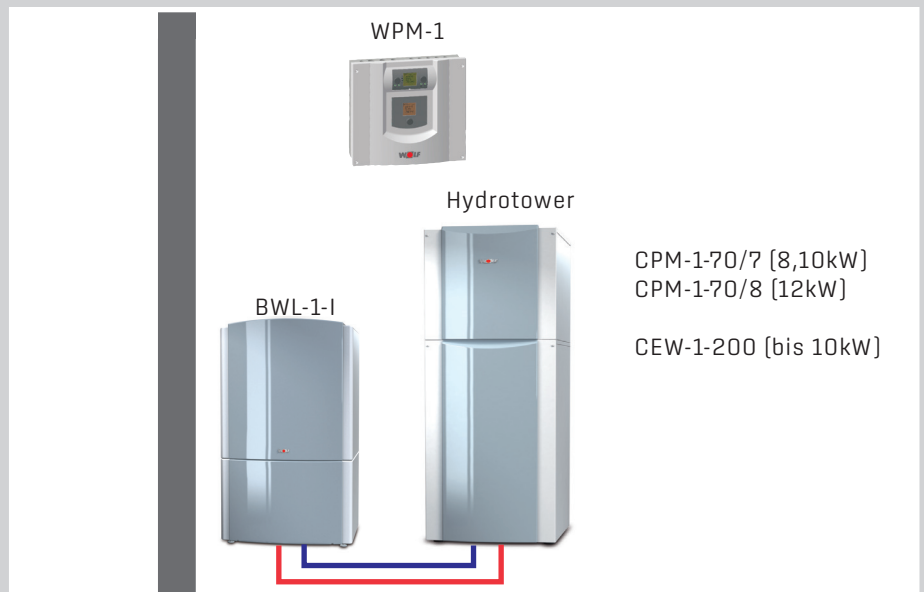 WPM-1
WOLF
Hydrotower
CPM-1-70/7 (8,10kW)
CPM-1-70/8 (12kW)
BWL-1-I
CEW-1-200 (bis 10kW)